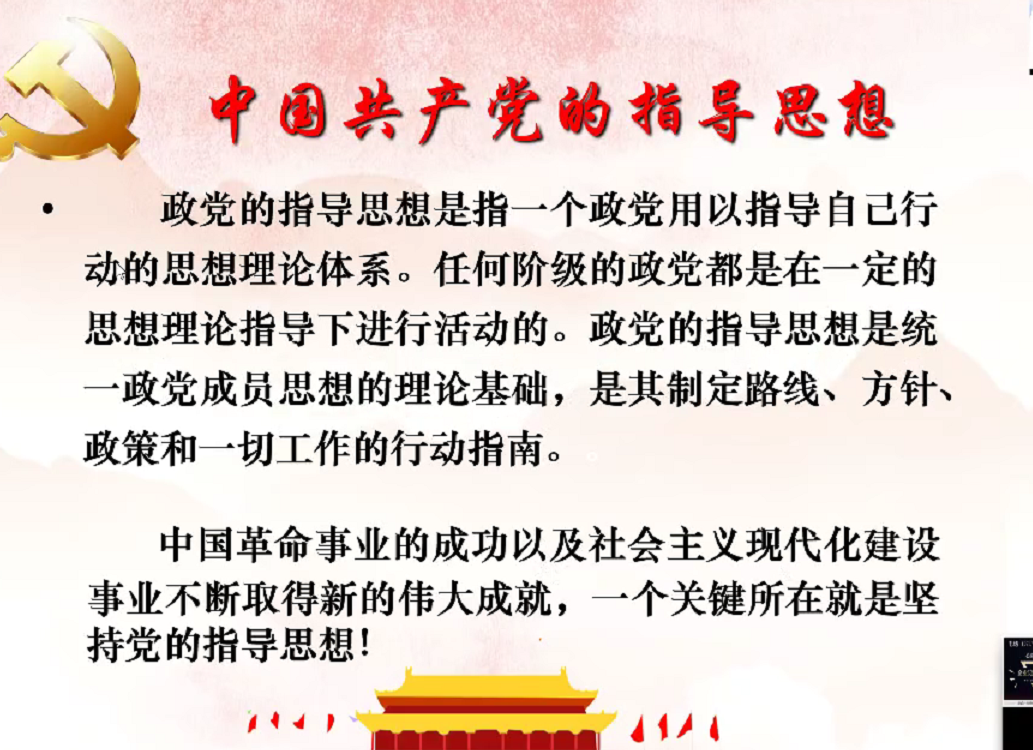 中国共产党的指导思想
• 政党的指导思想是指一个政党用以指导自己行
动的思想理论体系。任何阶级的政党都是在一定的
思想理论指导下进行活动的。政党的指导思想是统
一政党成员思想的理论基础，是其制定路线、方针、
政策和一切工作的行动指南。
中国革命事业的成功以及社会主义现代化建设
事业不断取得新的伟大成就，一个关键所在就是坚
持党的指导思想！